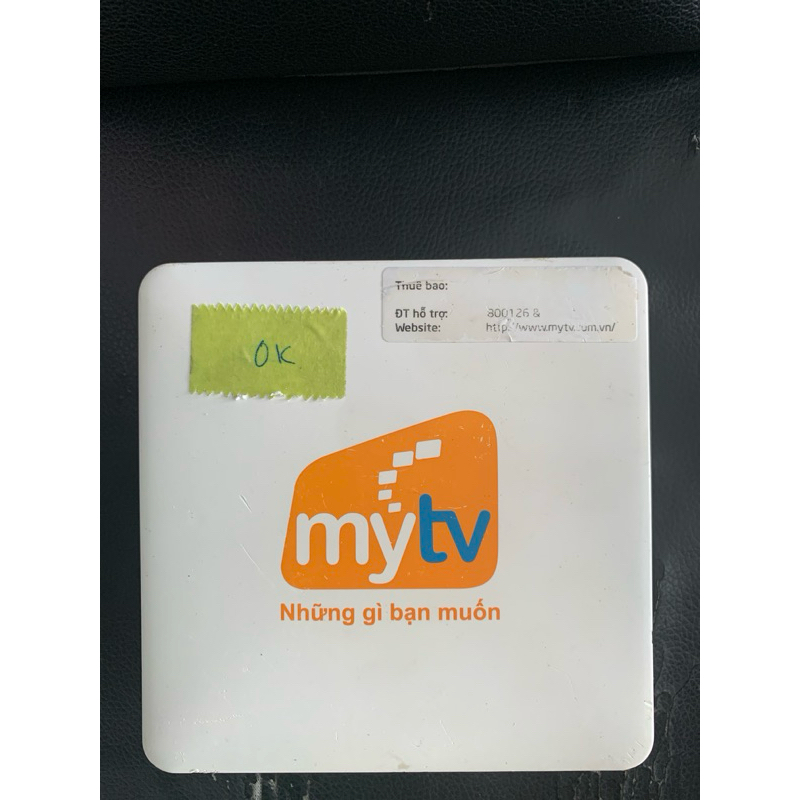 Thuê bao:
ĐT hỗ trợ: 800126 &
Website: http://www.mytv.com.vn/
OK
mytv
Những gì bạn muốn